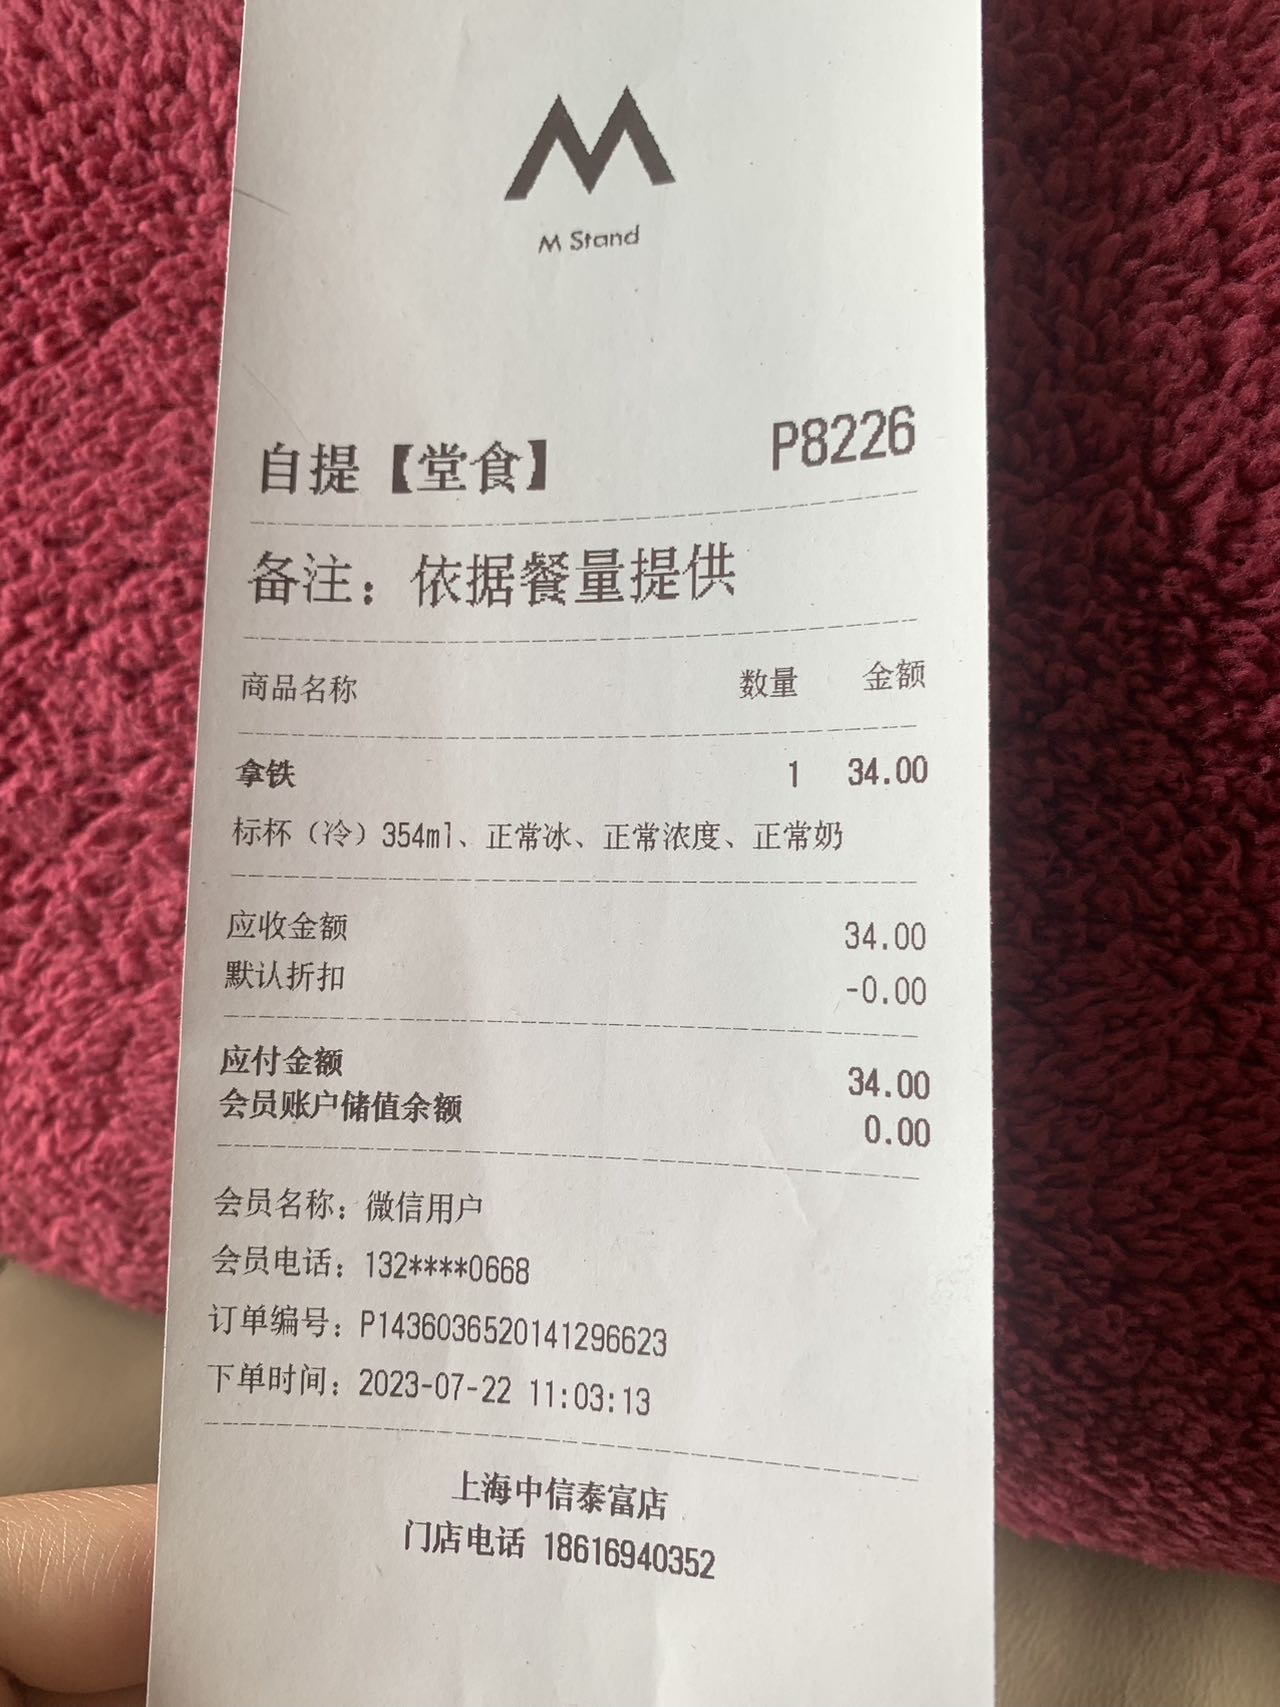 M Stand
自提【堂食】 P8226
备注：依据餐量提供
商品名称 数量 金额
拿铁 1 34.00
标杯（冷）354ml、正常冰、正常浓度、正常奶
应收金额 34.00
默认折扣 -0.00
应付金额 34.00
会员账户储值余额 0.00
会员名称：微信用户
会员电话：132****0668
订单编号：P1436036520141296623
下单时间：2023-07-22 11:03:13
上海中信泰富店
门店电话 18616940352